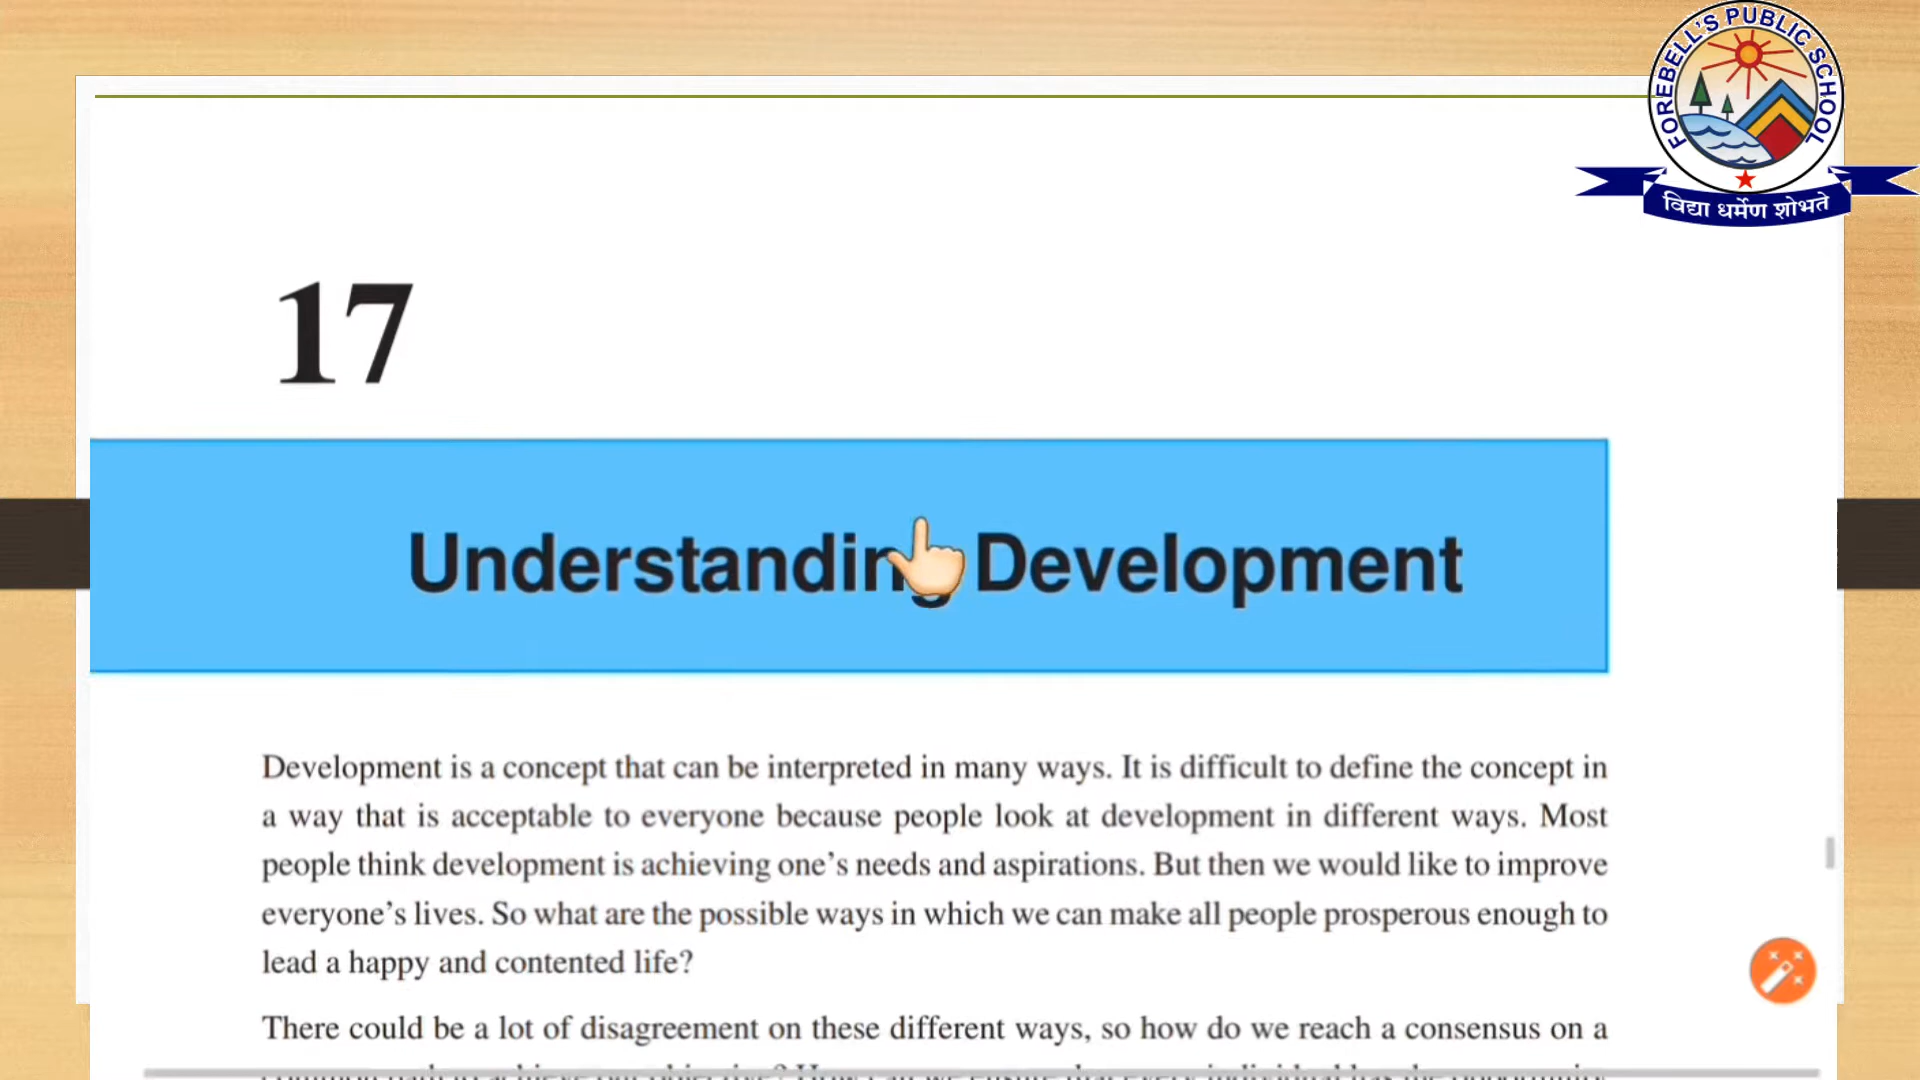 FOREBELL'S PUBLIC SCHOOL
विद्या धर्मेण शोभते
17
Understanding Development
Development is a concept that can be interpreted in many ways. It is difficult to define the concept in
a way that is acceptable to everyone because people look at development in different ways. Most
people think development is achieving one's needs and aspirations. But then we would like to improve
everyone's lives. So what are the possible ways in which we can make all people prosperous enough to
lead a happy and contented life?
There could be a lot of disagreement on these different ways, so how do we reach a consensus on a